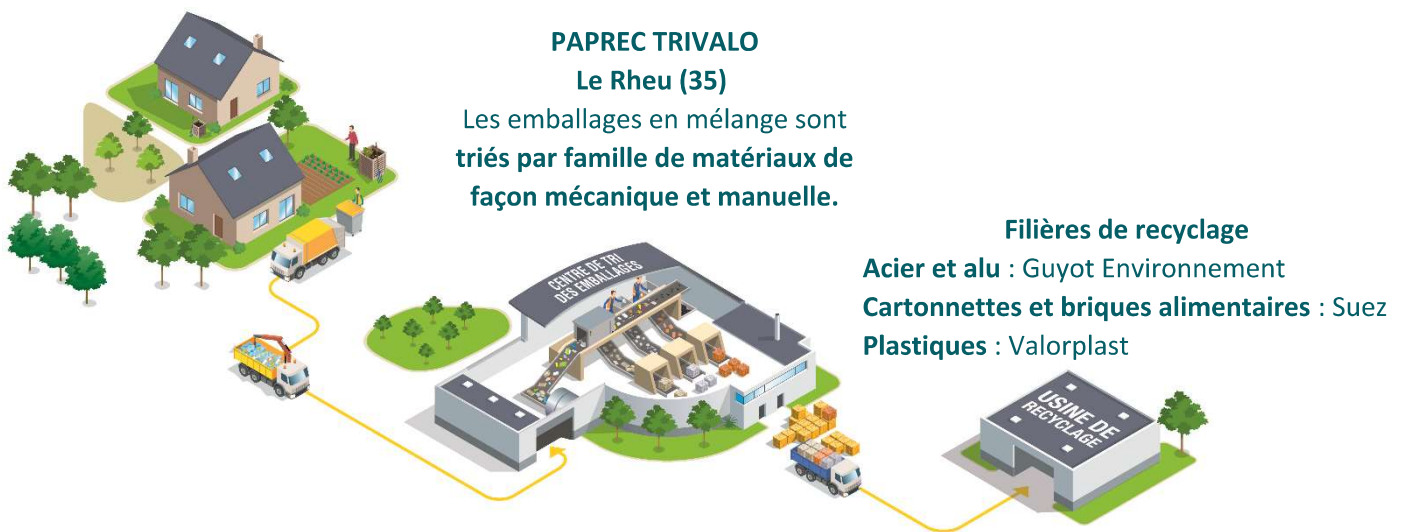 PAPREC TRIVALO
Le Rheu (35)
Les emballages en mélange sont
triés par famille de matériaux de
façon mécanique et manuelle.
CENTRE DE TRI
DES EMBALLAGES
Filières de recyclage
Acier et alu : Guyot Environnement
Cartonnettes et briques alimentaires : Suez
Plastiques : Valorplast
USINE DE
RECYCLAGE